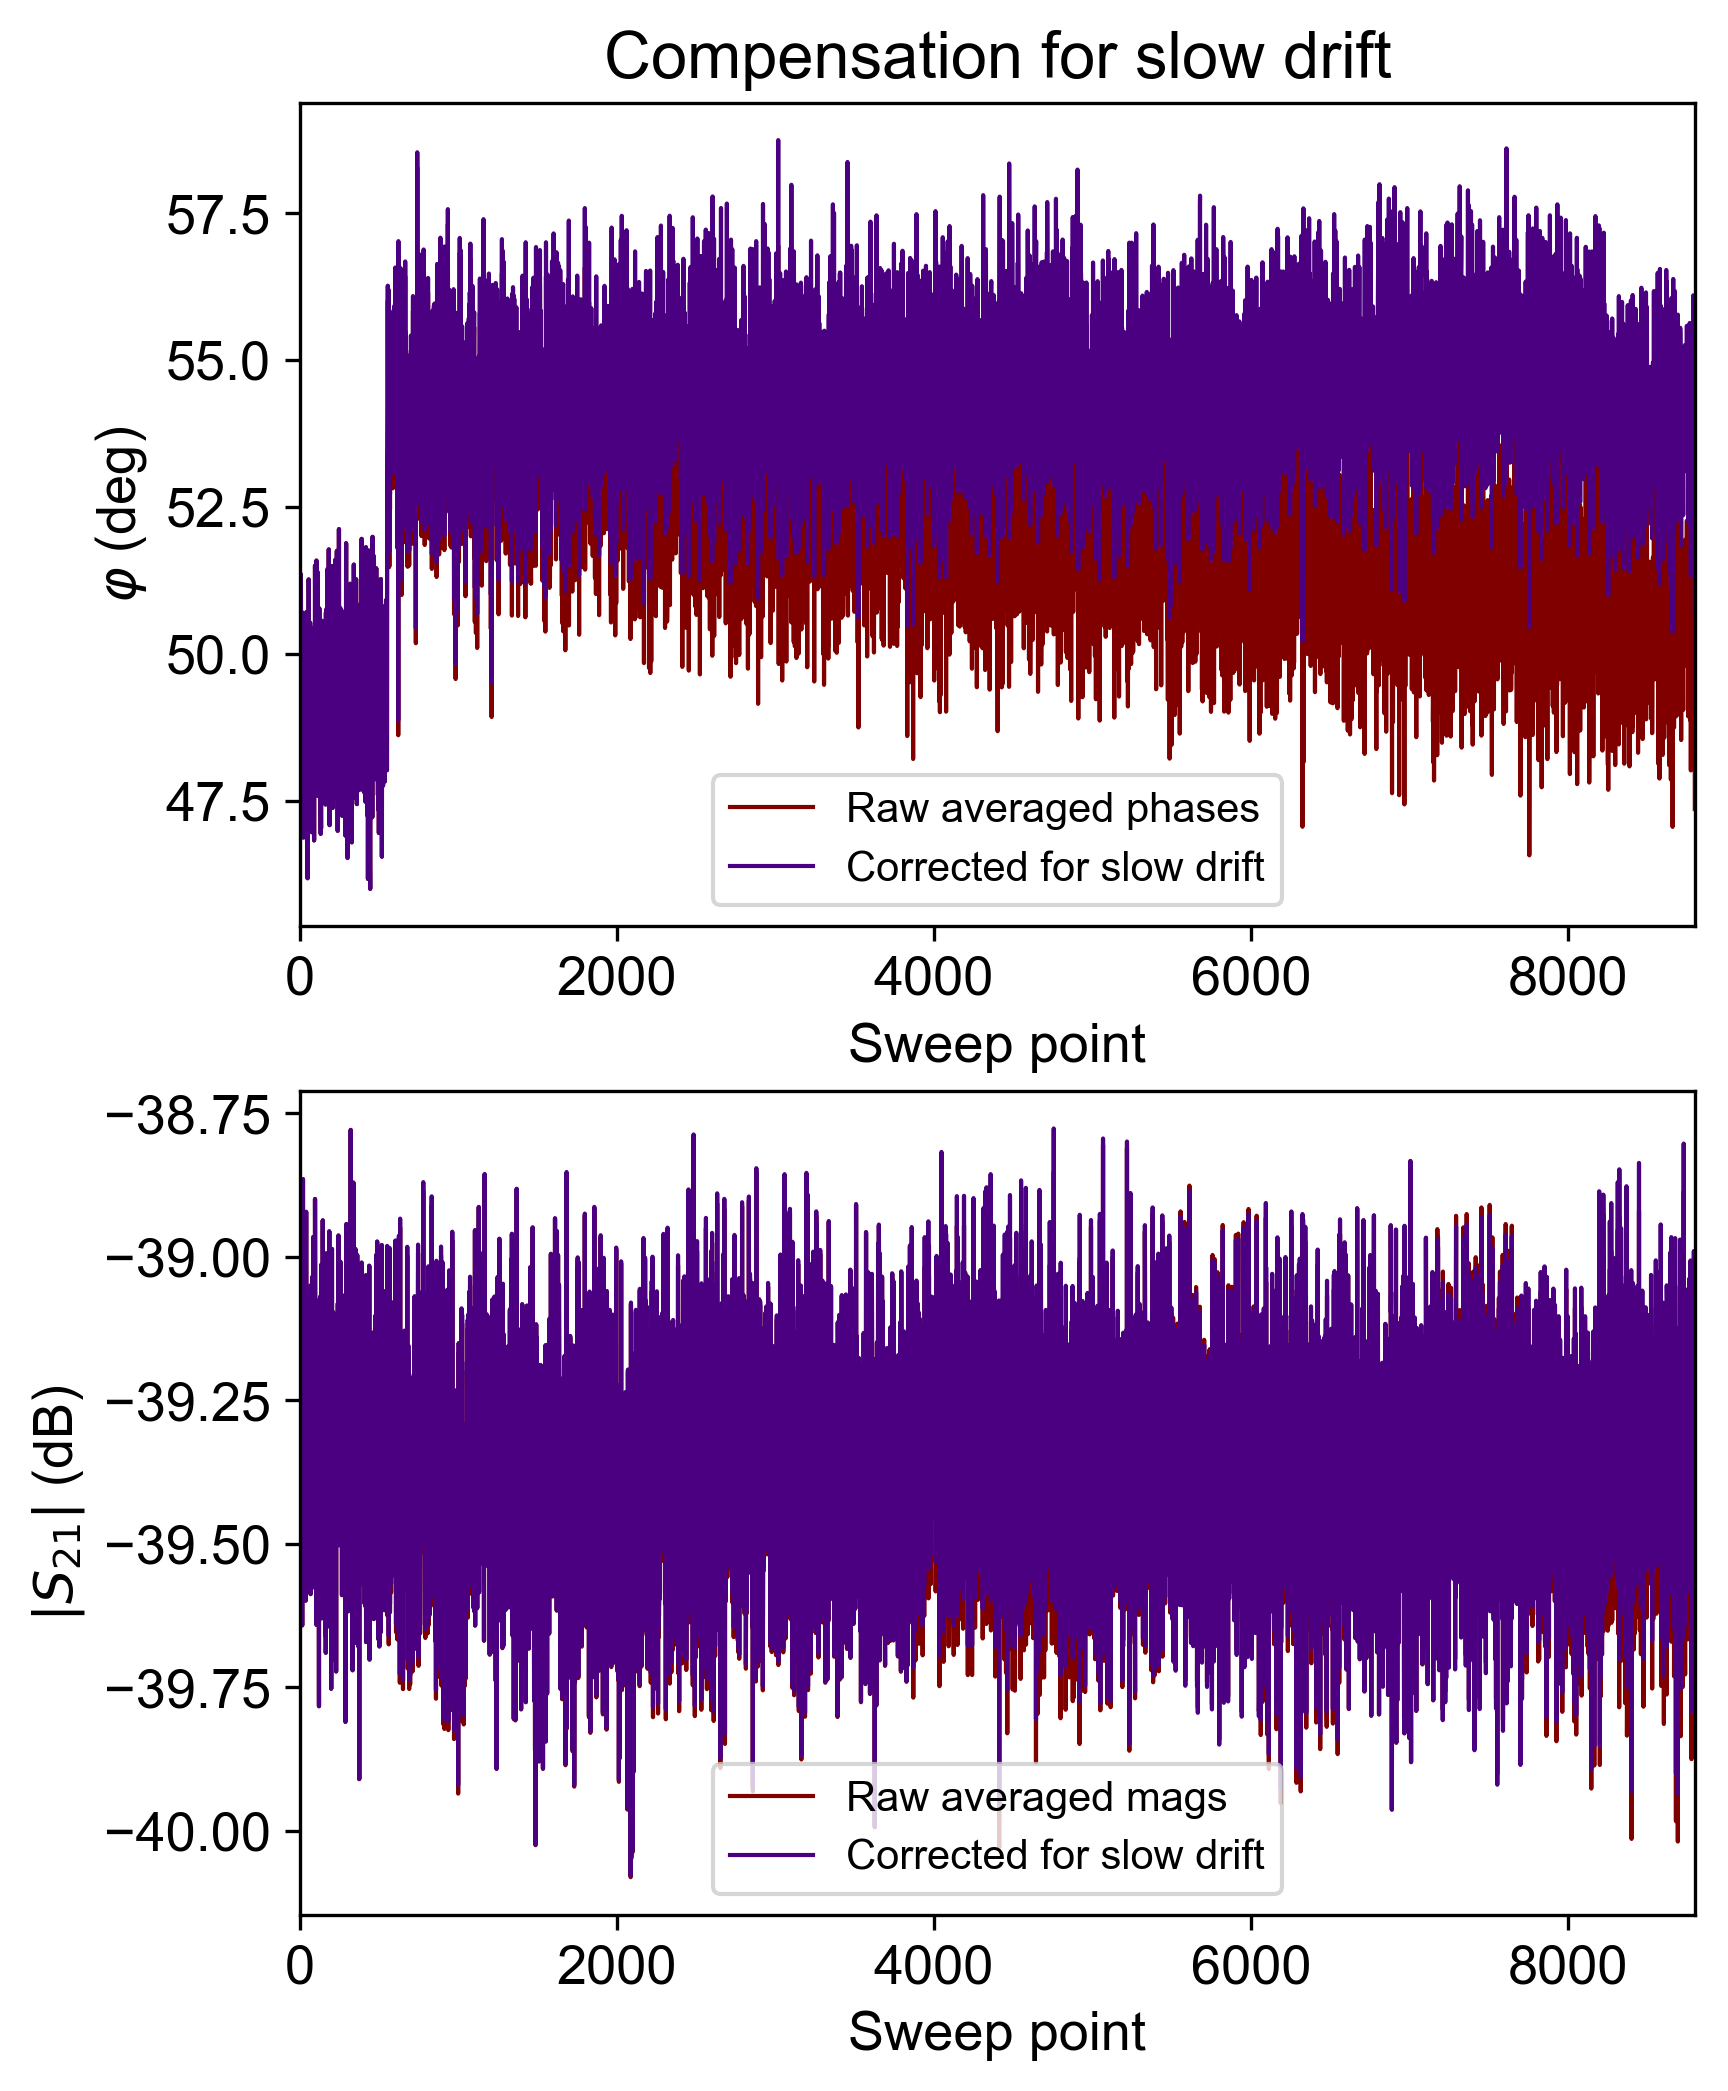 Compensation for slow drift
57.5
55.0
52.5
50.0
47.5
φ (deg)
Raw averaged phases
Corrected for slow drift
0 2000 4000 6000 8000
Sweep point
−38.75
−39.00
−39.25
−39.50
−39.75
−40.00
|S₂₁| (dB)
Raw averaged mags
Corrected for slow drift
0 2000 4000 6000 8000
Sweep point